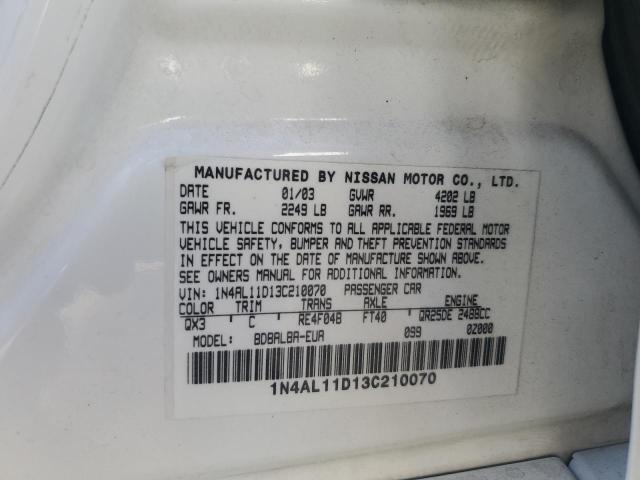 MANUFACTURED BY NISSAN MOTOR CO., LTD.
DATE 01/03 GVWR 4202 LB
GAWR FR. 2249 LB GAWR RR. 1969 LB
THIS VEHICLE CONFORMS TO ALL APPLICABLE FEDERAL MOTOR
VEHICLE SAFETY, BUMPER AND THEFT PREVENTION STANDARDS
IN EFFECT ON THE DATE OF MANUFACTURE SHOWN ABOVE.
SEE OWNERS MANUAL FOR ADDITIONAL INFORMATION
VIN: 1N4AL11D13C210070 PASSENGER CAR
COLOR TRIM TRANS AXLE ENGINE
QX3 C RE4F04B FT40 QR25DE 2488CC
MODEL: BDBALBA-EUA 099 0Z000
1N4AL11D13C210070